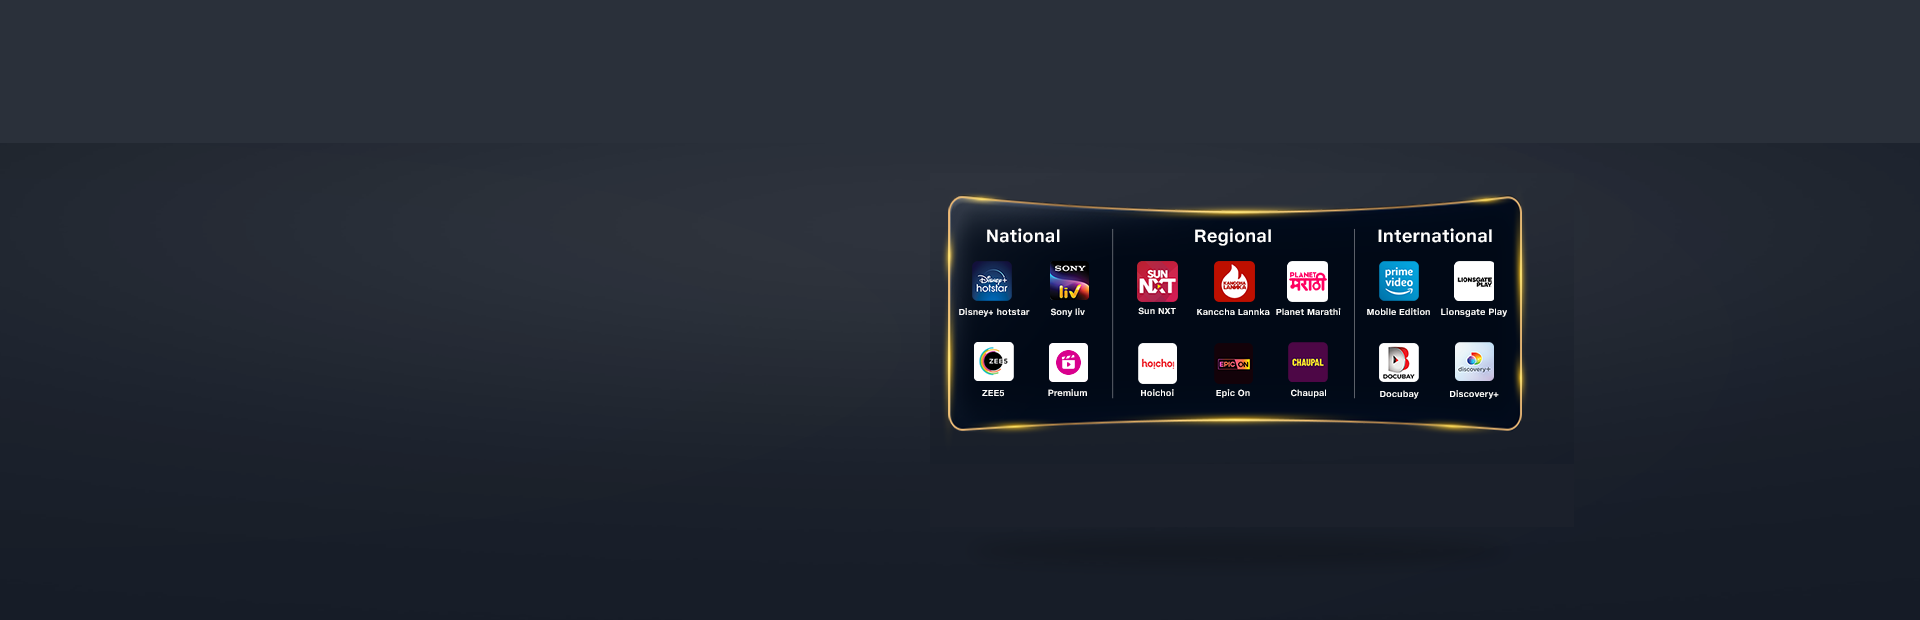 National
Regional
International
Disney+
hotstar
SONY
liv
SUN
NXT
KANCCHA
LANNKA
PLANET
मराठी
prime
video
LIONSGATE
PLAY
Disney+ hotstar
Sony liv
Sun NXT
Kanccha Lannka
Planet Marathi
Mobile Edition
Lionsgate Play
ZEE5
hoichoi
EPIC ON
CHAUPAL
B
DOCUBAY
discovery+
ZEE5
Premium
Hoichoi
Epic On
Chaupal
Docubay
Discovery+